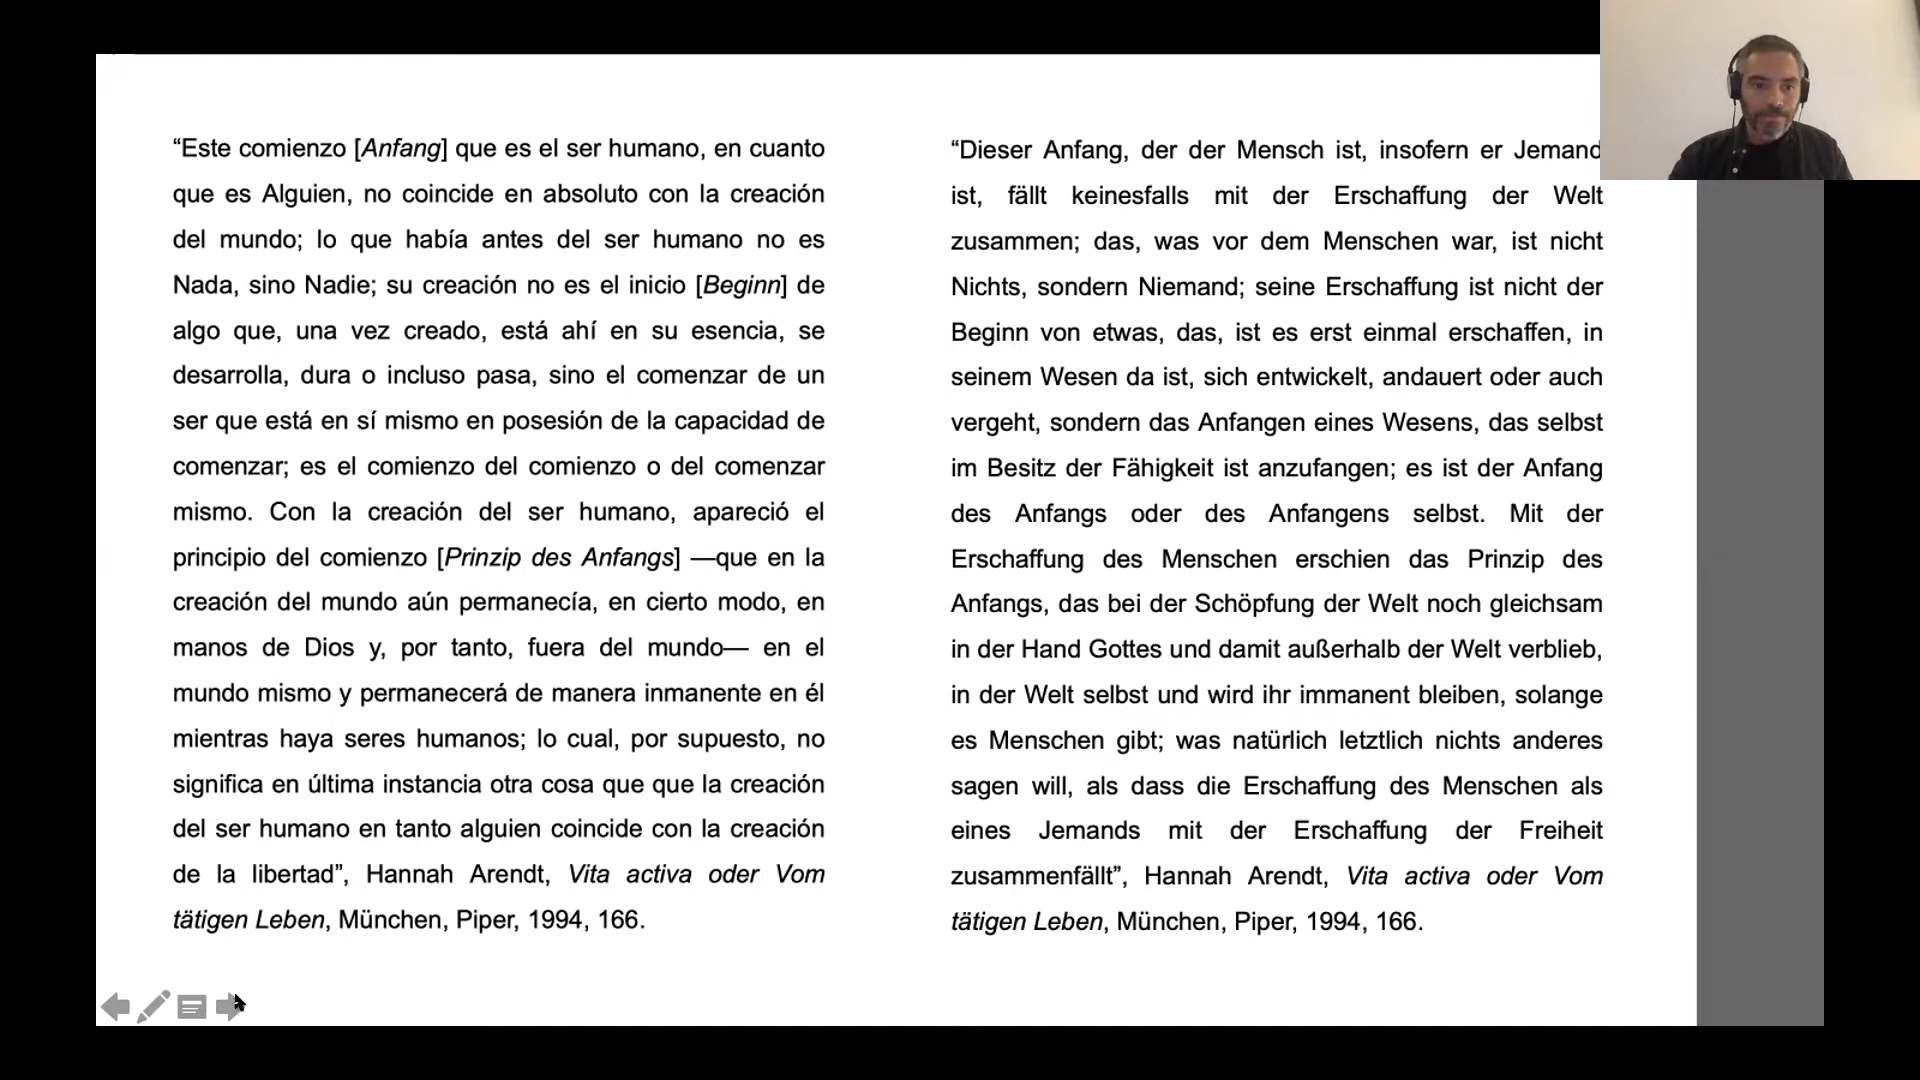 “Este comienzo [Anfang] que es el ser humano, en cuanto
que es Alguien, no coincide en absoluto con la creación
del mundo; lo que había antes del ser humano no es
Nada, sino Nadie; su creación no es el inicio [Beginn] de
algo que, una vez creado, está ahí en su esencia, se
desarrolla, dura o incluso pasa, sino el comenzar de un
ser que está en sí mismo en posesión de la capacidad de
comenzar; es el comienzo del comienzo o del comenzar
mismo. Con la creación del ser humano, apareció el
principio del comienzo [Prinzip des Anfangs] —que en la
creación del mundo aún permanecía, en cierto modo, en
manos de Dios y, por tanto, fuera del mundo— en el
mundo mismo y permanecerá de manera inmanente en él
mientras haya seres humanos; lo cual, por supuesto, no
significa en última instancia otra cosa que que la creación
del ser humano en tanto alguien coincide con la creación
de la libertad”, Hannah Arendt, Vita activa oder Vom
tätigen Leben, München, Piper, 1994, 166.
“Dieser Anfang, der der Mensch ist, insofern er Jemand
ist, fällt keinesfalls mit der Erschaffung der Welt
zusammen; das, was vor dem Menschen war, ist nicht
Nichts, sondern Niemand; seine Erschaffung ist nicht der
Beginn von etwas, das, ist es erst einmal erschaffen, in
seinem Wesen da ist, sich entwickelt, andauert oder auch
vergeht, sondern das Anfangen eines Wesens, das selbst
im Besitz der Fähigkeit ist anzufangen; es ist der Anfang
des Anfangs oder des Anfangens selbst. Mit der
Erschaffung des Menschen erschien das Prinzip des
Anfangs, das bei der Schöpfung der Welt noch gleichsam
in der Hand Gottes und damit außerhalb der Welt verblieb,
in der Welt selbst und wird ihr immanent bleiben, solange
es Menschen gibt; was natürlich letztlich nichts anderes
sagen will, als dass die Erschaffung des Menschen als
eines Jemands mit der Erschaffung der Freiheit
zusammenfällt”, Hannah Arendt, Vita activa oder Vom
tätigen Leben, München, Piper, 1994, 166.